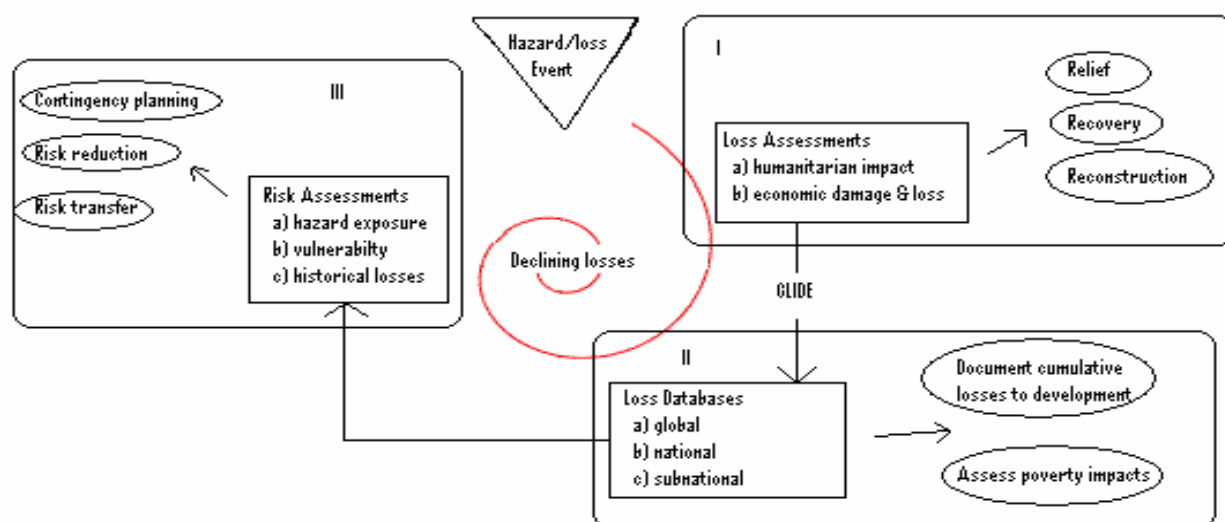 Hazard/loss
Event
I
Relief
Recovery
Reconstruction
Loss Assessments
a) humanitarian impact
b) economic damage & loss
III
Contingency planning
Risk reduction
Risk transfer
Risk Assessments
a) hazard exposure
b) vulnerabilty
c) historical losses
Declining losses
GLIDE
II
Loss Databases
a) global
b) national
c) subnational
Document cumulative
losses to development
Assess poverty impacts